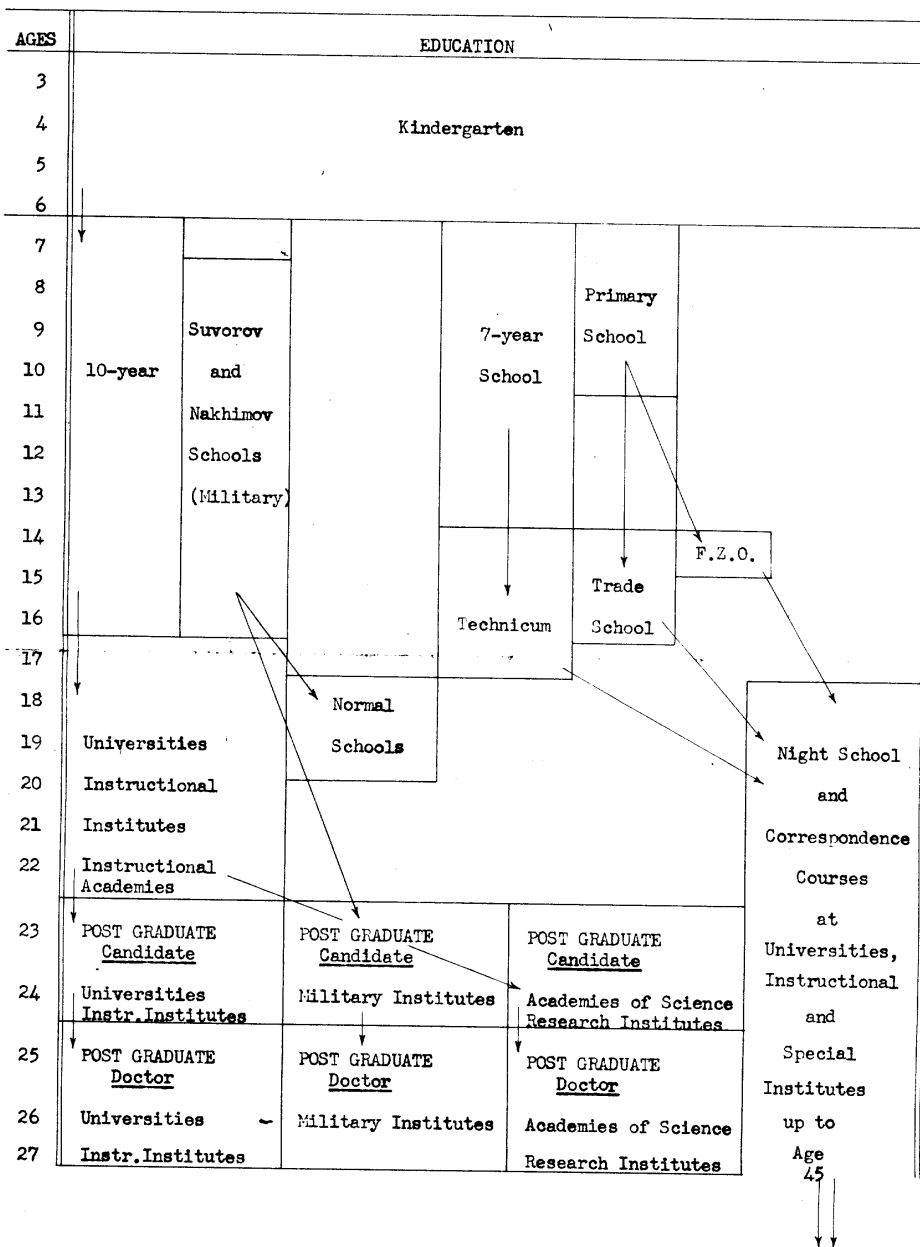 AGES
EDUCATION
3
4
5
6
7
8
9
10
11
12
13
14
15
16
17
18
19
20
21
22
23
24
25
26
27
Kindergarten
10-year
Suvorov
and
Nakhimov
Schools
(Military)
7-year
School
Primary
School
F.Z.O.
Trade
School
Technicum
Normal
Schools
Universities
Instructional
Institutes
Instructional
Academies
Night School
and
Correspondence
Courses
at
Universities,
Instructional
and
Special
Institutes
up to
Age
45
POST GRADUATE
Candidate
Universities
Instr.Institutes
POST GRADUATE
Candidate
Military Institutes
POST GRADUATE
Candidate
Academies of Science
Research Institutes
POST GRADUATE
Doctor
Universities
Instr.Institutes
POST GRADUATE
Doctor
Military Institutes
POST GRADUATE
Doctor
Academies of Science
Research Institutes